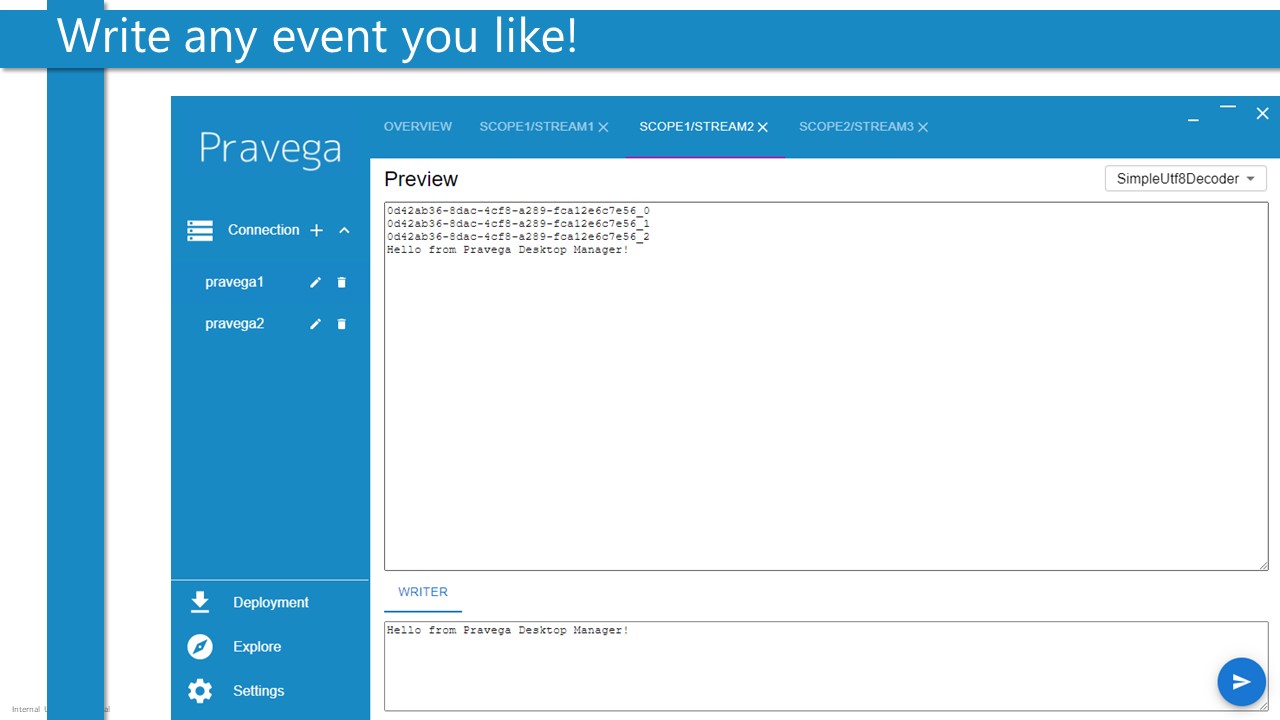 Write any event you like!
Pravega
OVERVIEW SCOPE1/STREAM1 SCOPE1/STREAM2 SCOPE2/STREAM3
Preview
SimpleUtf8Decoder
0d42ab36-8dac-4cf8-a289-fca12e6c7e56_0
0d42ab36-8dac-4cf8-a289-fca12e6c7e56_1
0d42ab36-8dac-4cf8-a289-fca12e6c7e56_2
Hello from Pravega Desktop Manager!
Connection
pravega1
pravega2
WRITER
Hello from Pravega Desktop Manager!
Deployment
Explore
Settings
Internal